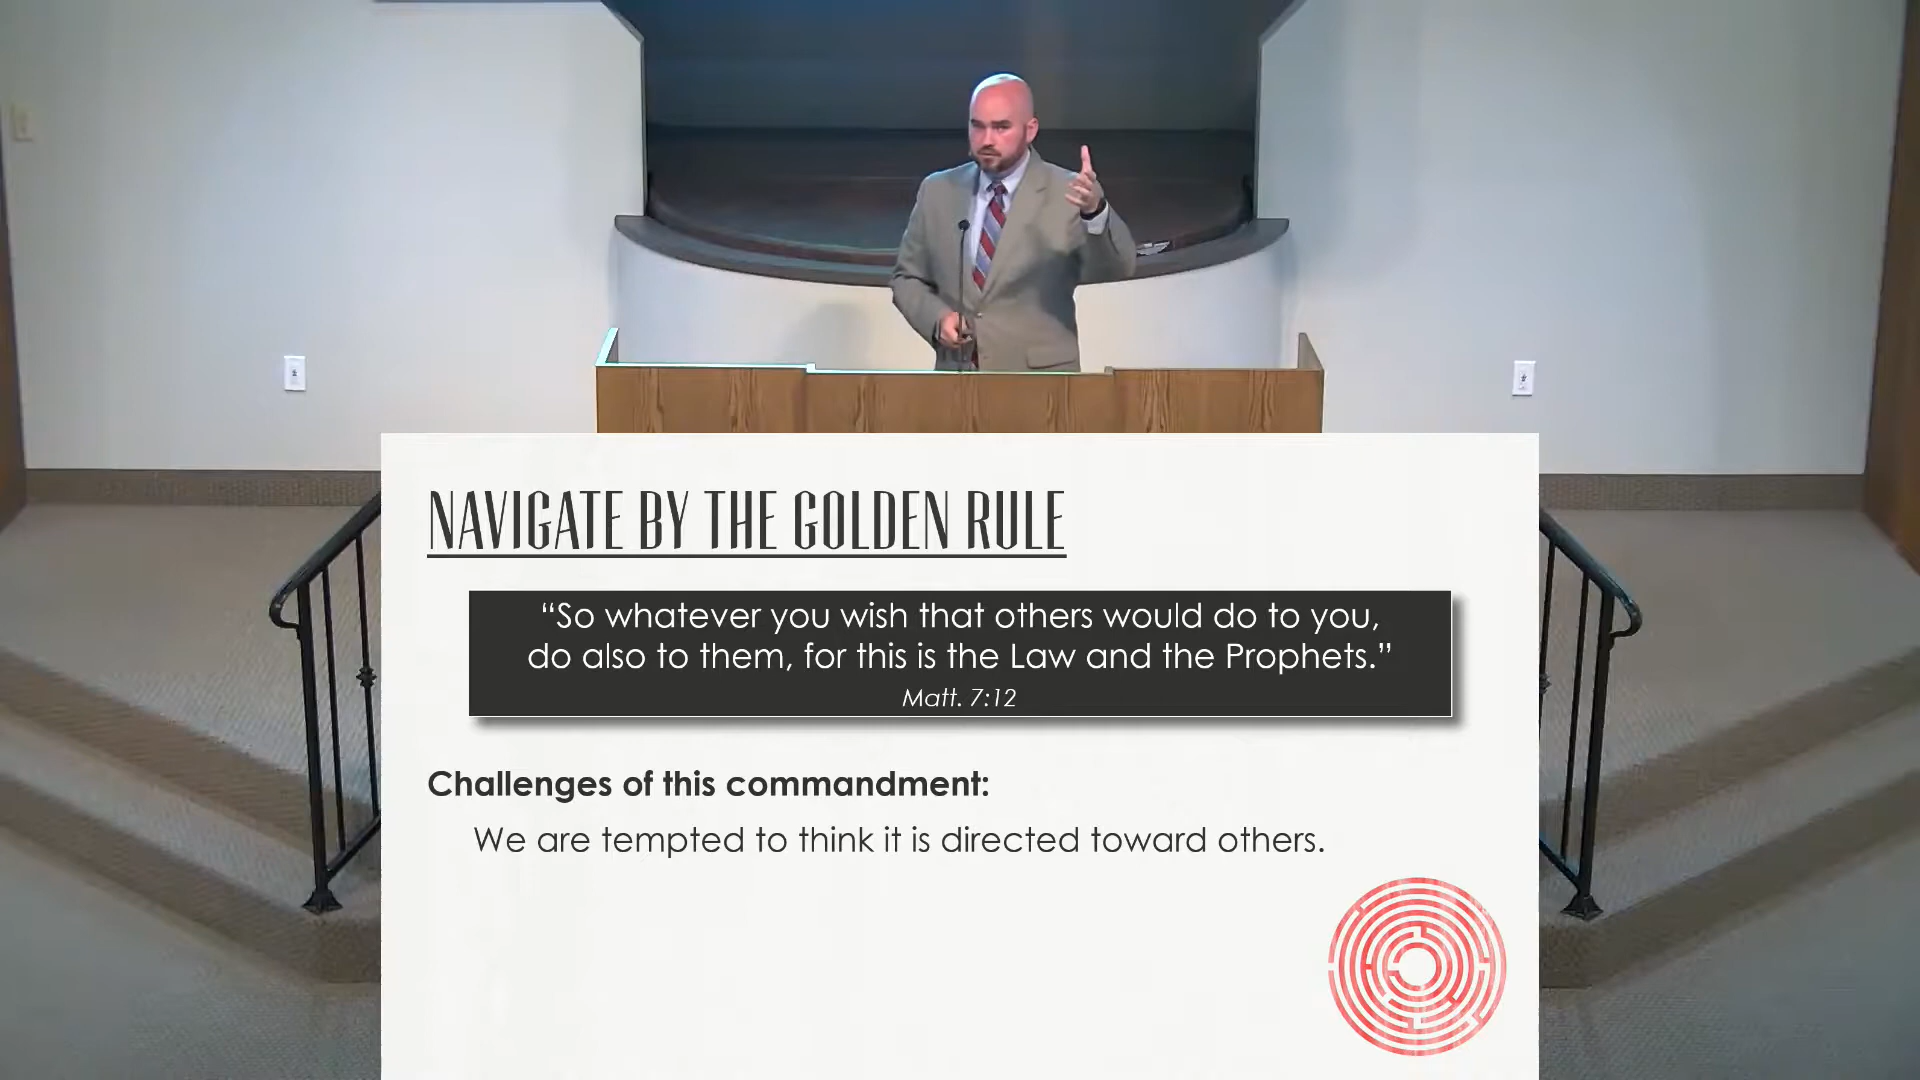 NAVIGATE BY THE GOLDEN RULE
“So whatever you wish that others would do to you,
do also to them, for this is the Law and the Prophets.”
Matt. 7:12
Challenges of this commandment:
We are tempted to think it is directed toward others.